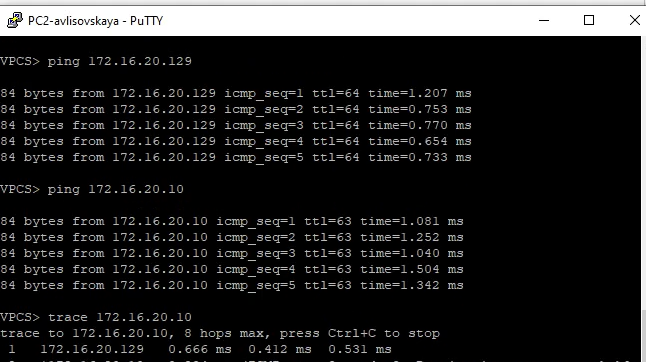 PC2-avlisovskaya - PuTTY
VPCS> ping 172.16.20.129
84 bytes from 172.16.20.129 icmp_seq=1 ttl=64 time=1.207 ms
84 bytes from 172.16.20.129 icmp_seq=2 ttl=64 time=0.753 ms
84 bytes from 172.16.20.129 icmp_seq=3 ttl=64 time=0.770 ms
84 bytes from 172.16.20.129 icmp_seq=4 ttl=64 time=0.654 ms
84 bytes from 172.16.20.129 icmp_seq=5 ttl=64 time=0.733 ms
VPCS> ping 172.16.20.10
84 bytes from 172.16.20.10 icmp_seq=1 ttl=63 time=1.081 ms
84 bytes from 172.16.20.10 icmp_seq=2 ttl=63 time=1.252 ms
84 bytes from 172.16.20.10 icmp_seq=3 ttl=63 time=1.040 ms
84 bytes from 172.16.20.10 icmp_seq=4 ttl=63 time=1.504 ms
84 bytes from 172.16.20.10 icmp_seq=5 ttl=63 time=1.342 ms
VPCS> trace 172.16.20.10
trace to 172.16.20.10, 8 hops max, press Ctrl+C to stop
1 172.16.20.129 0.666 ms 0.412 ms 0.531 ms